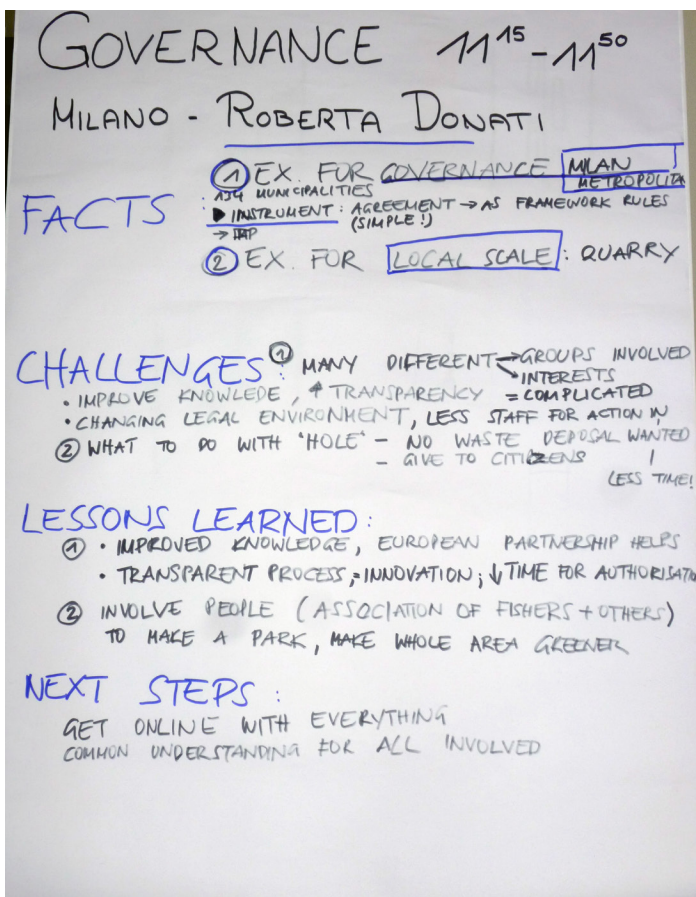 GOVERNANCE 11 15 - 11 50
MILANO - ROBERTA DONATI
① EX. FOR GOVERNANCE MILAN
METROPOLITA
134 MUNICIPALITIES
FACTS : ▶ INSTRUMENT : AGREEMENT → AS FRAMEWORK RULES
(SIMPLE!)
→
② EX. FOR LOCAL SCALE : QUARRY
CHALLENGES : ① MANY DIFFERENT → GROUPS INVOLVED
↘ INTERESTS
• IMPROVE KNOWLEDE, ↑ TRANSPARENCY = COMPLICATED
• CHANGING LEGAL ENVIRONMENT, LESS STAFF FOR ACTION IN
② WHAT TO DO WITH 'HOLE' - NO WASTE DEPOSAL WANTED
- GIVE TO CITIZENS
LESS TIME!
LESSONS LEARNED :
① • IMPROVED KNOWLEDGE, EUROPEAN PARTNERSHIP HELPS
• TRANSPARENT PROCESS, = INNOVATION; ↓ TIME FOR AUTHORISATIO
② INVOLVE PEOPLE (ASSOCIATION OF FISHERS + OTHERS)
TO MAKE A PARK, MAKE WHOLE AREA GREENER
NEXT STEPS :
GET ONLINE WITH EVERYTHING
COMMON UNDERSTANDING FOR ALL INVOLVED